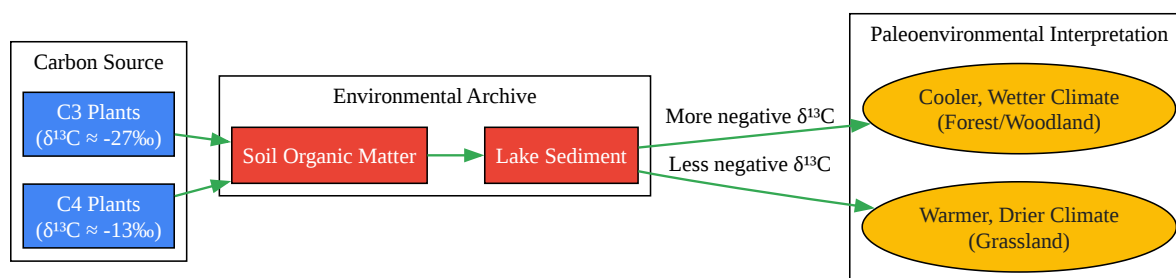 Carbon Source
C3 Plants
(δ¹³C ≈ -27‰)
C4 Plants
(δ¹³C ≈ -13‰)
Environmental Archive
Soil Organic Matter
Lake Sediment
More negative δ¹³C
Less negative δ¹³C
Paleoenvironmental Interpretation
Cooler, Wetter Climate
(Forest/Woodland)
Warmer, Drier Climate
(Grassland)